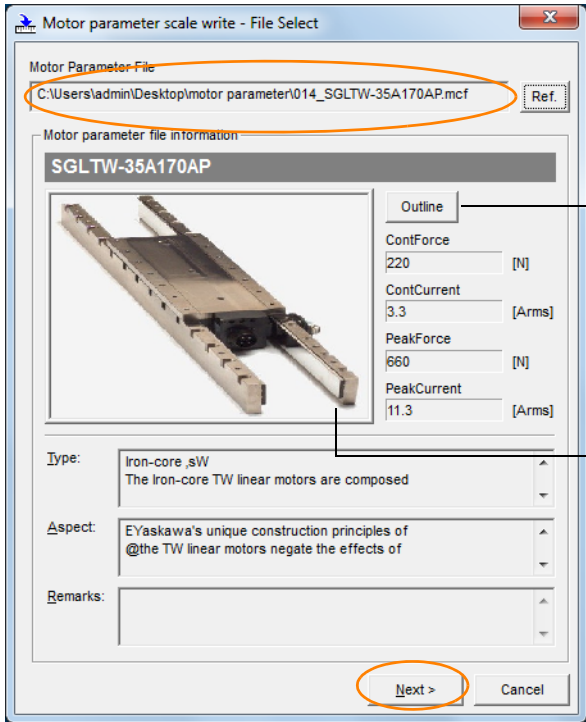 Motor parameter scale write - File Select
Motor Parameter File
C:\Users\admin\Desktop\motor parameter\014_SGLTW-35A170AP.mcf
Ref.
Motor parameter file information
SGLTW-35A170AP
Outline
ContForce
220 [N]
ContCurrent
3.3 [Arms]
PeakForce
660 [N]
PeakCurrent
11.3 [Arms]
Type:
Iron-core ,sW
The Iron-core TW linear motors are composed
Aspect:
EYaskawa's unique construction principles of
@the TW linear motors negate the effects of
Remarks:
Next >
Cancel